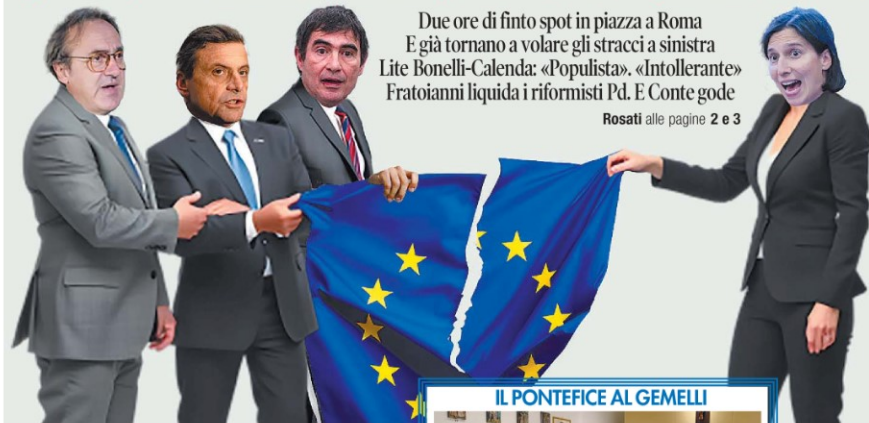 Due ore di finto spot in piazza a Roma
E già tornano a volare gli stracci a sinistra
Lite Bonelli-Calenda: «Populista». «Intollerante»
Fratoianni liquida i riformisti Pd. E Conte gode
Rosati alle pagine 2 e 3
IL PONTEFICE AL GEMELLI